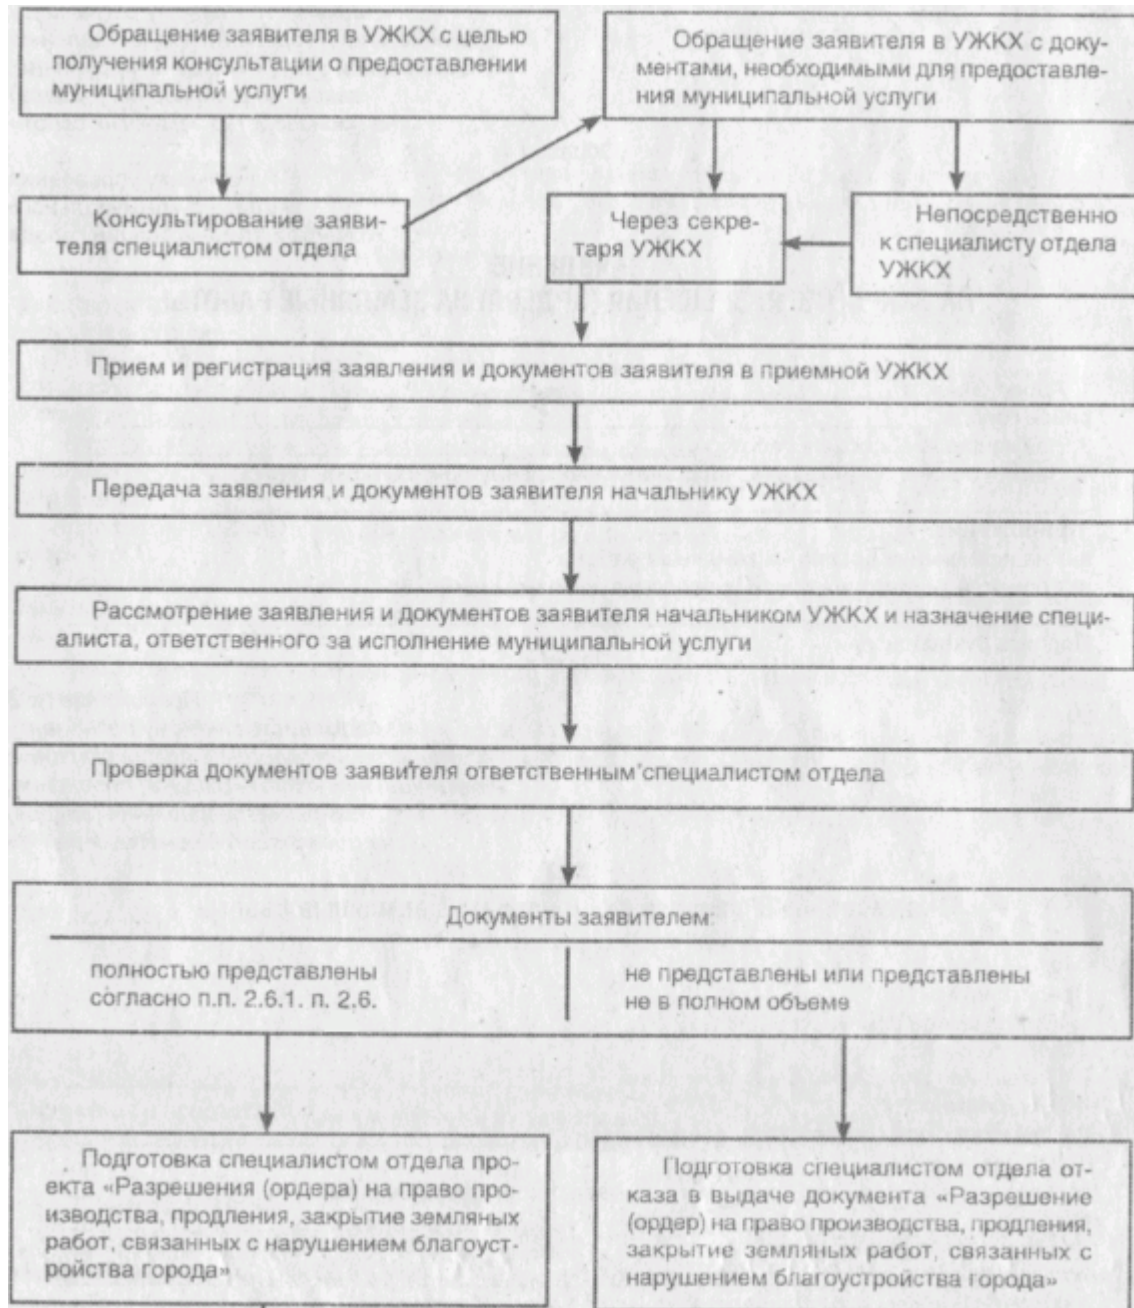 Обращение заявителя в УЖКХ с целью
получения консультации о предоставлении
муниципальной услуги
Обращение заявителя в УЖКХ с доку-
ментами, необходимыми для предоставле-
ния муниципальной услуги
Консультирование заяви-
теля специалистом отдела
Через секре-
таря УЖКХ
Непосредственно
к специалисту отдела
УЖКХ
Прием и регистрация заявления и документов заявителя в приемной УЖКХ
Передача заявления и документов заявителя начальнику УЖКХ
Рассмотрение заявления и документов заявителя начальником УЖКХ и назначение специ-
алиста, ответственного за исполнение муниципальной услуги
Проверка документов заявителя ответственным специалистом отдела
Документы заявителем:
полностью представлены
согласно п.п. 2.6.1. п. 2,6.
не представлены или представлены
не в полном объеме
Подготовка специалистом отдела про-
екта «Разрешения (ордера) на право про-
изводства, продления, закрытие земляных
работ, связанных с нарушением благоуст-
ройства города»
Подготовка специалистом отдела от-
каза в выдаче документа «Разрешение
(ордер) на право производства, продления,
закрытие земляных работ, связанных с
нарушением благоустройства города»